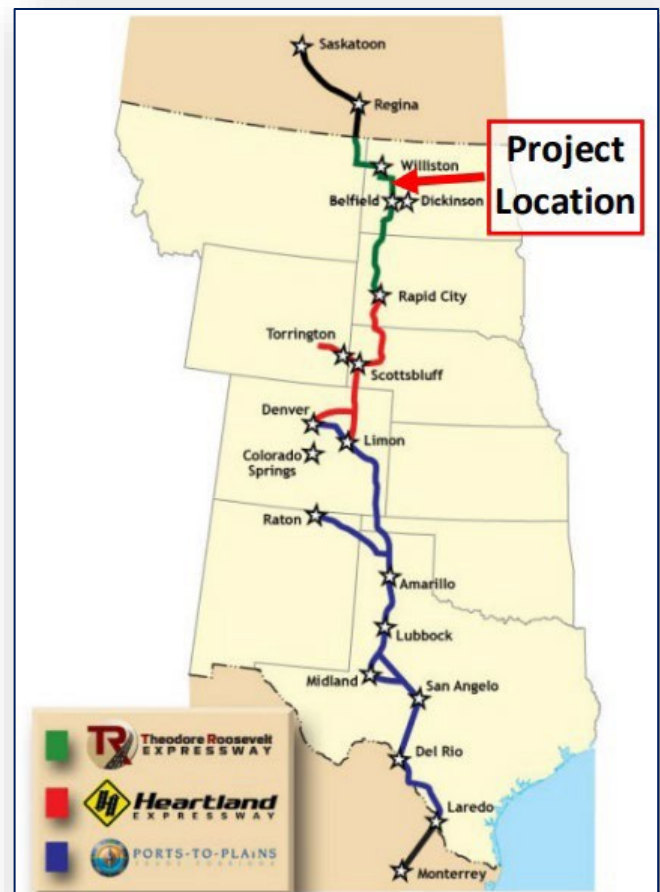 Saskatoon
Regina
Williston
Project
Location
Belfield
Dickinson
Rapid City
Torrington
Scottsbluff
Denver
Limon
Colorado
Springs
Raton
Amarillo
Lubbock
Midland
San Angelo
Del Rio
Laredo
Monterrey
TR Theodore Roosevelt
EXPRESSWAY
Heartland
EXPRESSWAY
PORTS-TO-PLAINS